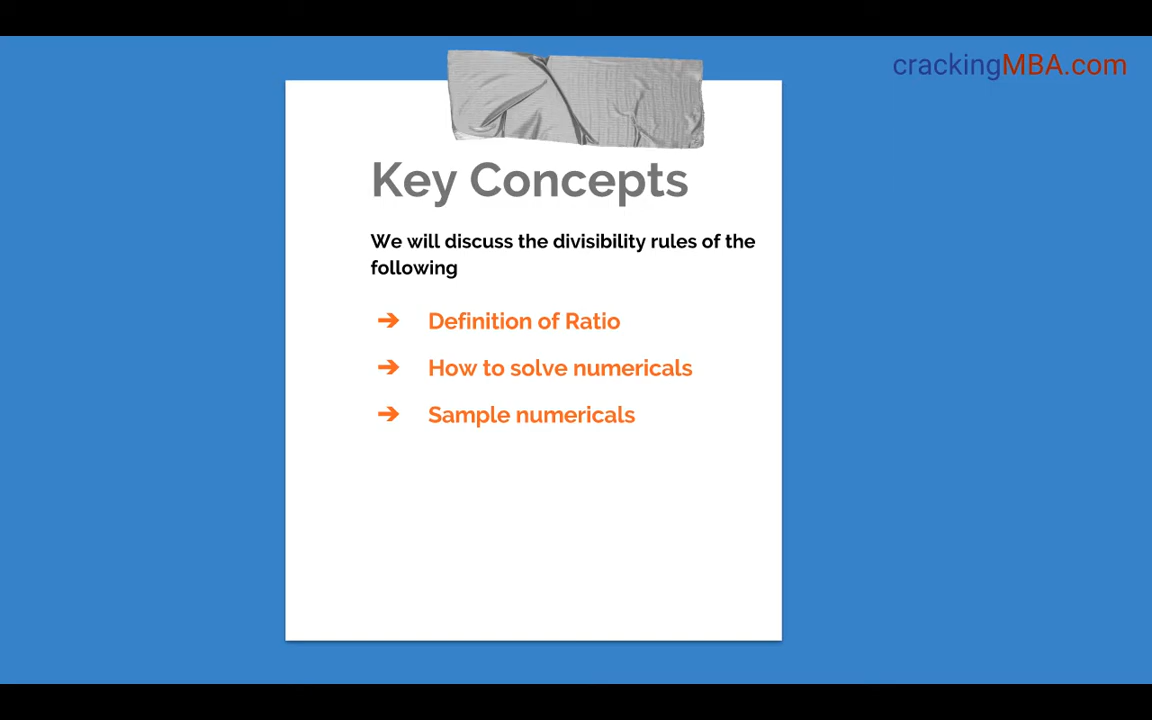 crackingMBA.com
Key Concepts
We will discuss the divisibility rules of the
following
➔ Definition of Ratio
➔ How to solve numericals
➔ Sample numericals